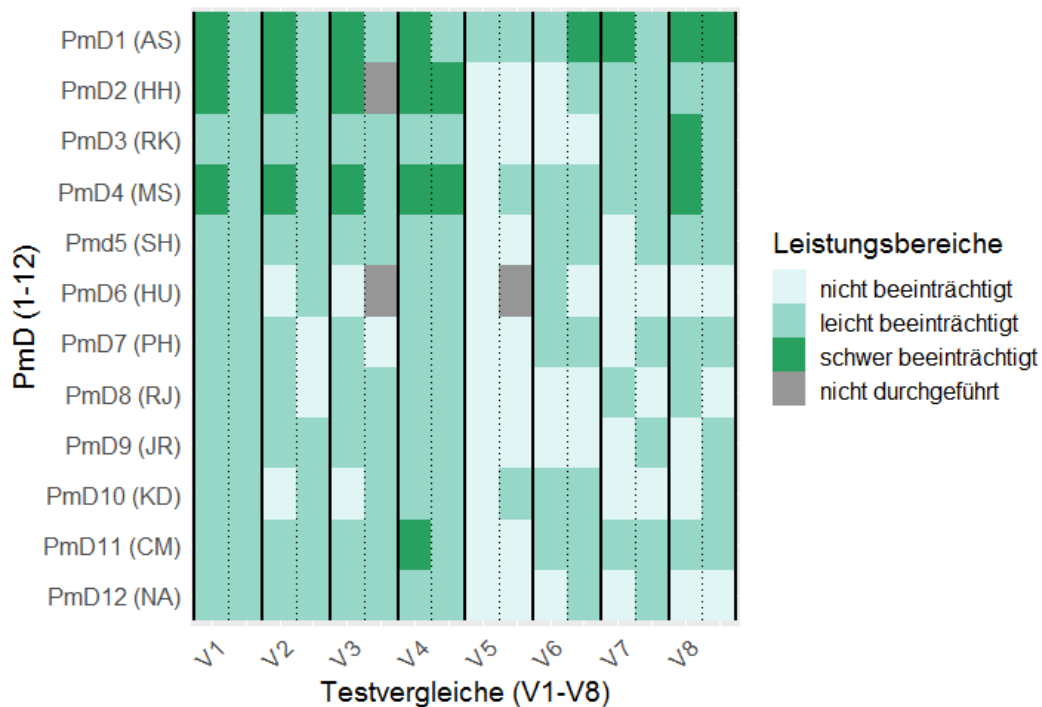 PmD1 (AS)
PmD2 (HH)
PmD3 (RK)
PmD4 (MS)
Pmd5 (SH)
PmD6 (HU)
PmD7 (PH)
PmD8 (RJ)
PmD9 (JR)
PmD10 (KD)
PmD11 (CM)
PmD12 (NA)
PmD (1-12)
V1 V2 V3 V4 V5 V6 V7 V8
Testvergleiche (V1-V8)
Leistungsbereiche
nicht beeinträchtigt
leicht beeinträchtigt
schwer beeinträchtigt
nicht durchgeführt